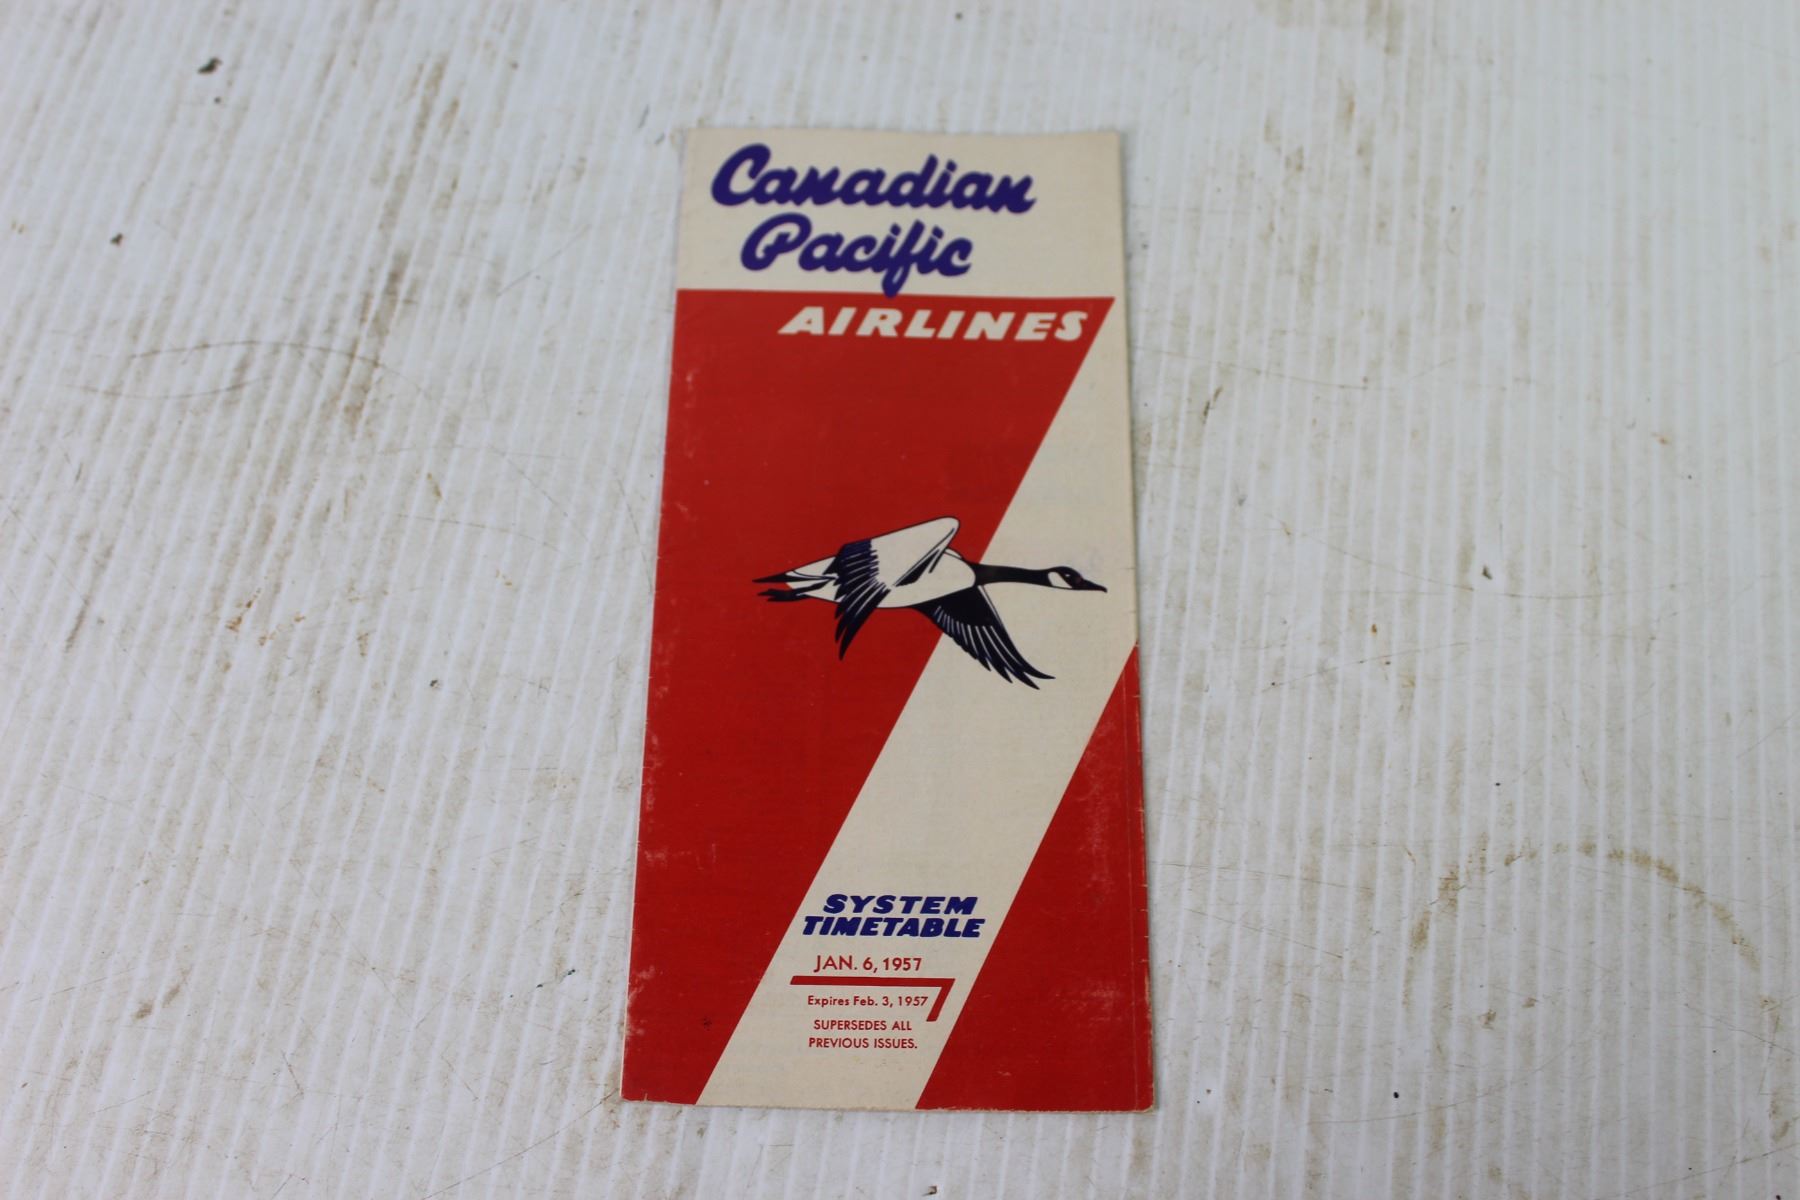 Canadian
Pacific
AIRLINES
SYSTEM
TIMETABLE
JAN. 6, 1957
Expires Feb. 3, 1957
SUPERSEDES ALL
PREVIOUS ISSUES.